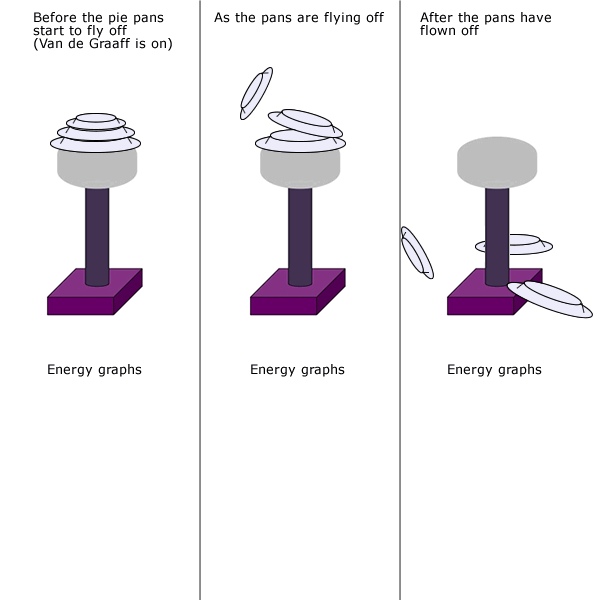 Before the pie pans
start to fly off
(Van de Graaff is on)
As the pans are flying off
After the pans have
flown off
Energy graphs
Energy graphs
Energy graphs